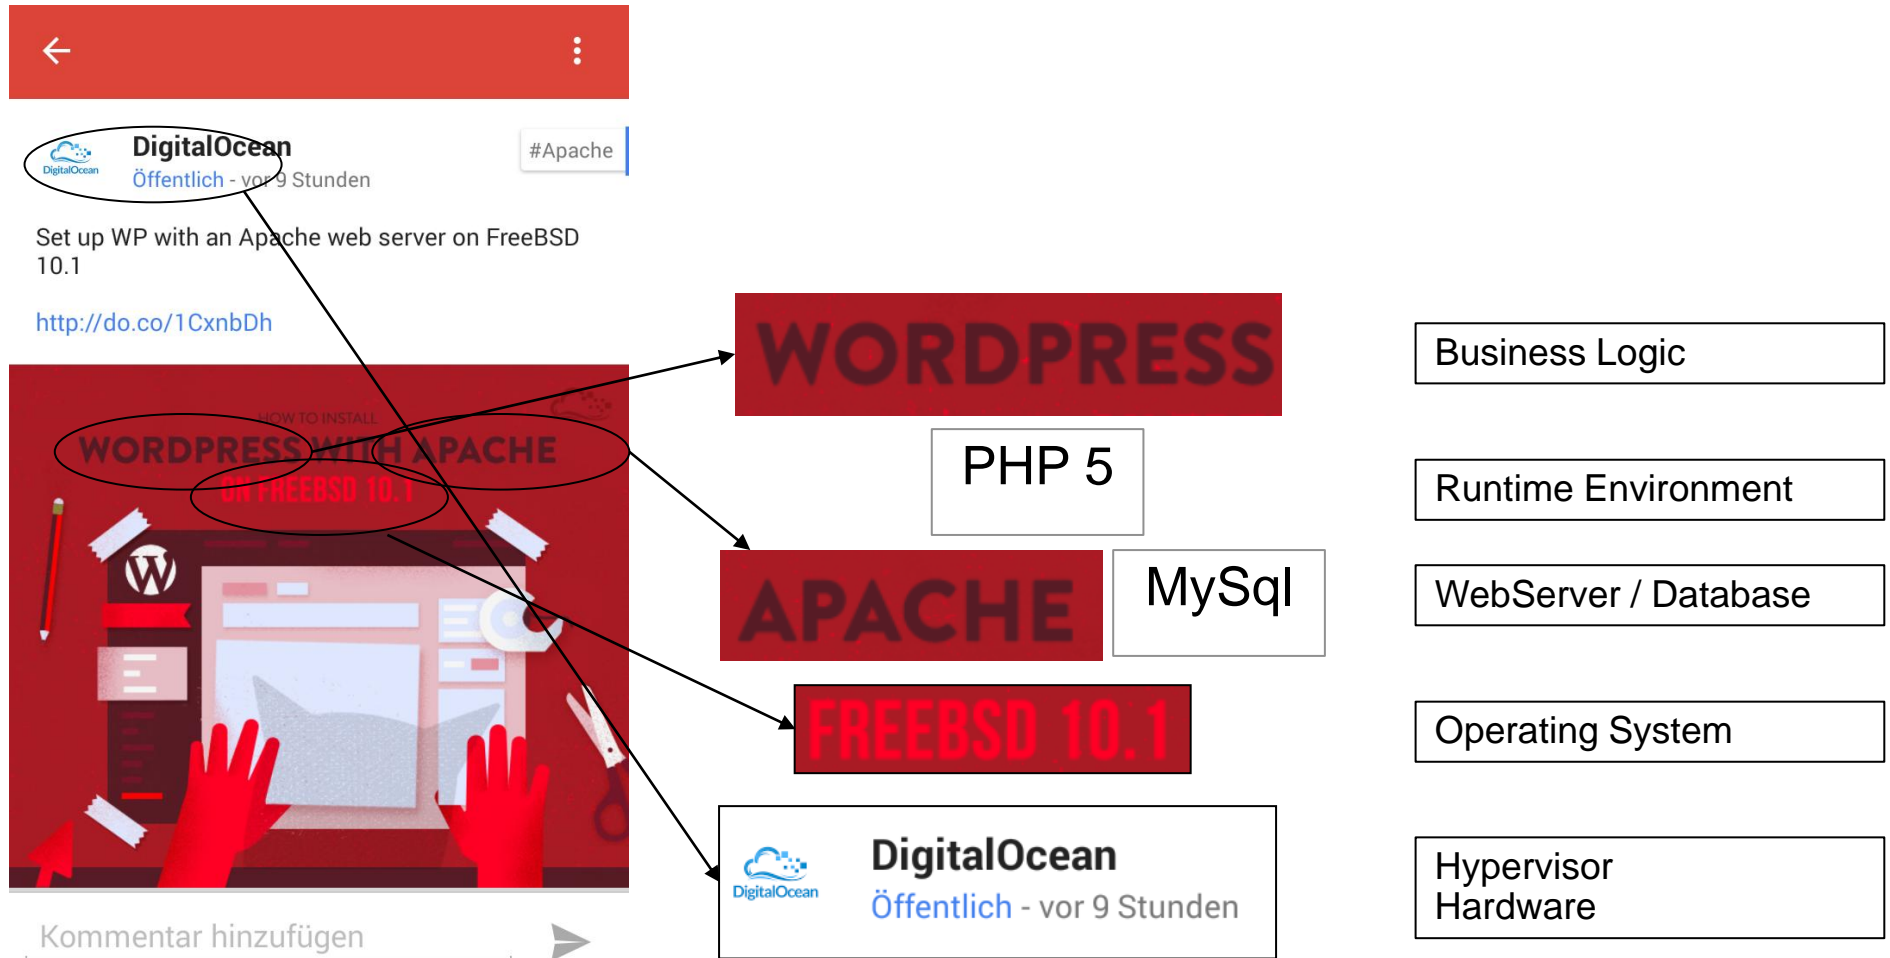 DigitalOcean
DigitalOcean
#Apache
Öffentlich - vor 9 Stunden
Set up WP with an Apache web server on FreeBSD
10.1
http://do.co/1CxnbDh
HOW TO INSTALL
WORDPRESS WITH APACHE
ON FREEBSD 10.1
W
Kommentar hinzufügen
WORDPRESS
PHP 5
APACHE
MySql
FREEBSD 10.1
DigitalOcean
DigitalOcean
Öffentlich - vor 9 Stunden
Business Logic
Runtime Environment
WebServer / Database
Operating System
Hypervisor
Hardware